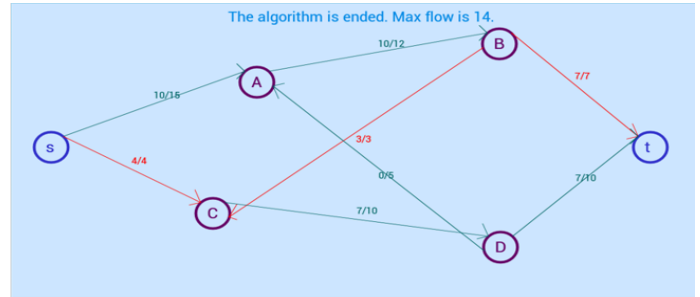 The algorithm is ended. Max flow is 14.
B
10/12
7/7
A
10/15
s
3/3
t
4/4
0/5
7/10
C
7/10
D